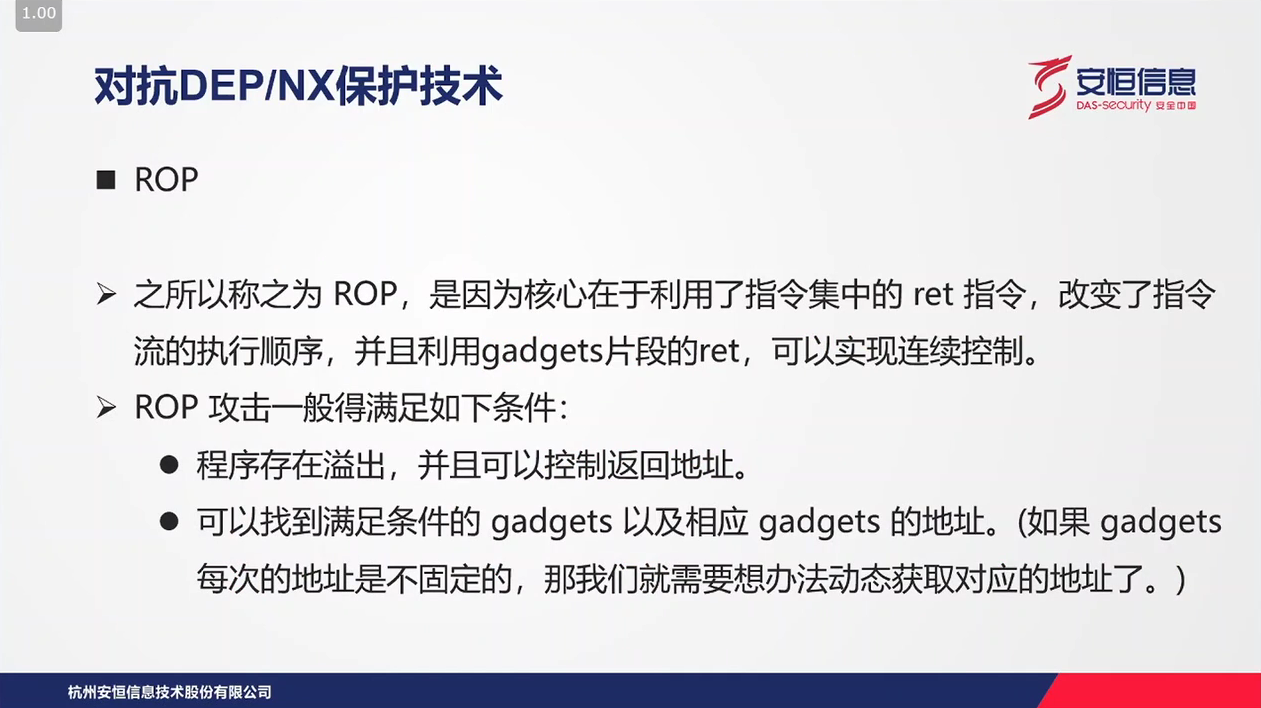 1.00
对抗DEP/NX保护技术
安恒信息
DAS-security 安全中国
■ ROP
➢ 之所以称之为 ROP，是因为核心在于利用了指令集中的 ret 指令，改变了指令
流的执行顺序，并且利用gadgets片段的ret，可以实现连续控制。
➢ ROP 攻击一般得满足如下条件：
● 程序存在溢出，并且可以控制返回地址。
● 可以找到满足条件的 gadgets 以及相应 gadgets 的地址。(如果 gadgets
每次的地址是不固定的，那我们就需要想办法动态获取对应的地址了。)
杭州安恒信息技术股份有限公司